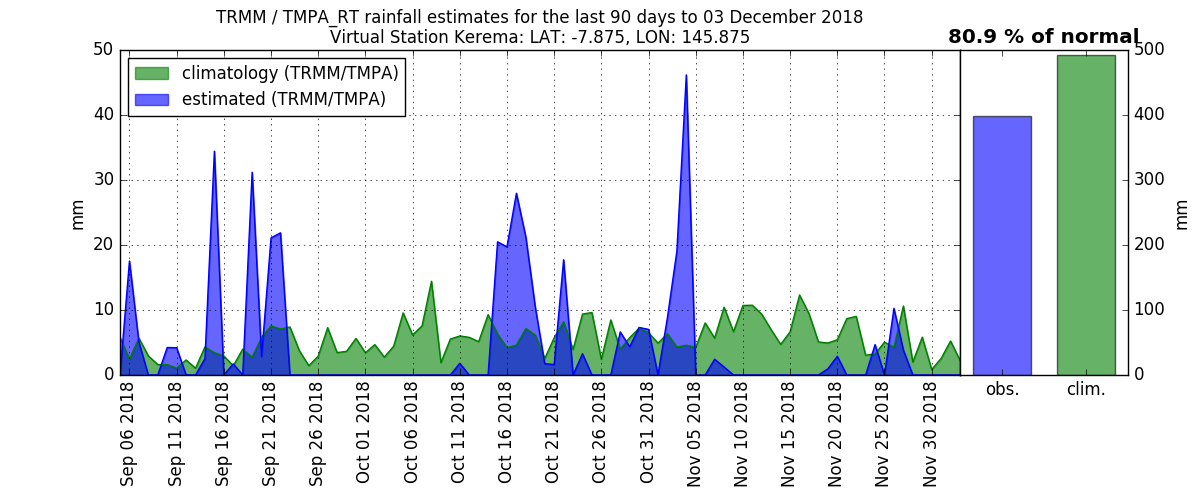 TRMM / TMPA_RT rainfall estimates for the last 90 days to 03 December 2018
Virtual Station Kerema: LAT: -7.875, LON: 145.875
80.9 % of normal
climatology (TRMM/TMPA)
estimated (TRMM/TMPA)
50
40
30
20
10
0
mm
Sep 06 2018
Sep 11 2018
Sep 16 2018
Sep 21 2018
Sep 26 2018
Oct 01 2018
Oct 06 2018
Oct 11 2018
Oct 16 2018
Oct 21 2018
Oct 26 2018
Oct 31 2018
Nov 05 2018
Nov 10 2018
Nov 15 2018
Nov 20 2018
Nov 25 2018
Nov 30 2018
obs.
clim.
500
400
300
200
100
0
mm